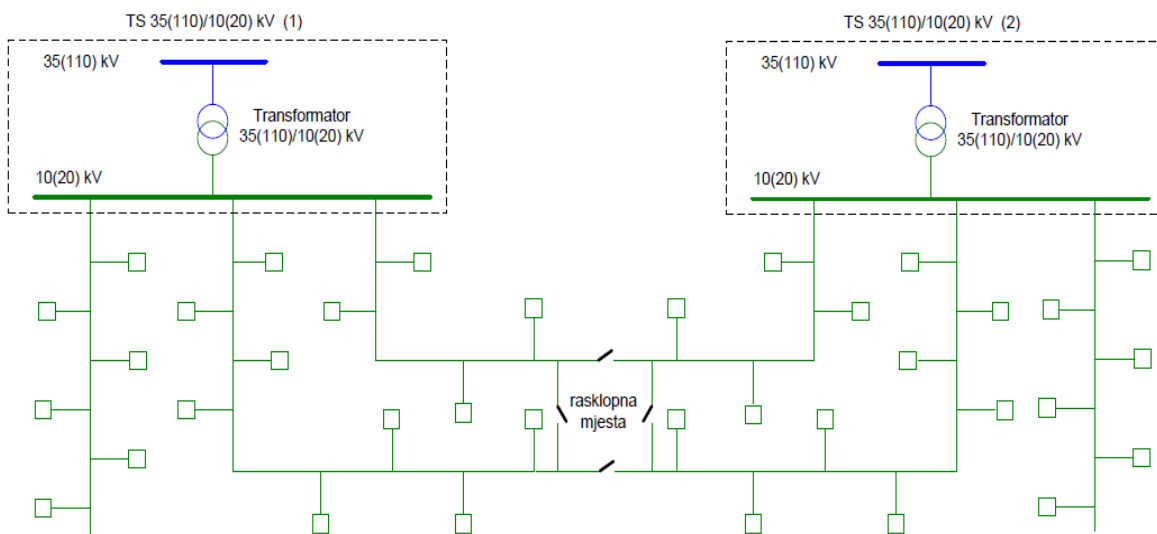 TS 35(110)/10(20) kV  (1)
35(110) kV
Transformator
35(110)/10(20) kV
10(20) kV
TS 35(110)/10(20) kV  (2)
35(110) kV
Transformator
35(110)/10(20) kV
10(20) kV
rasklopna
mjesta